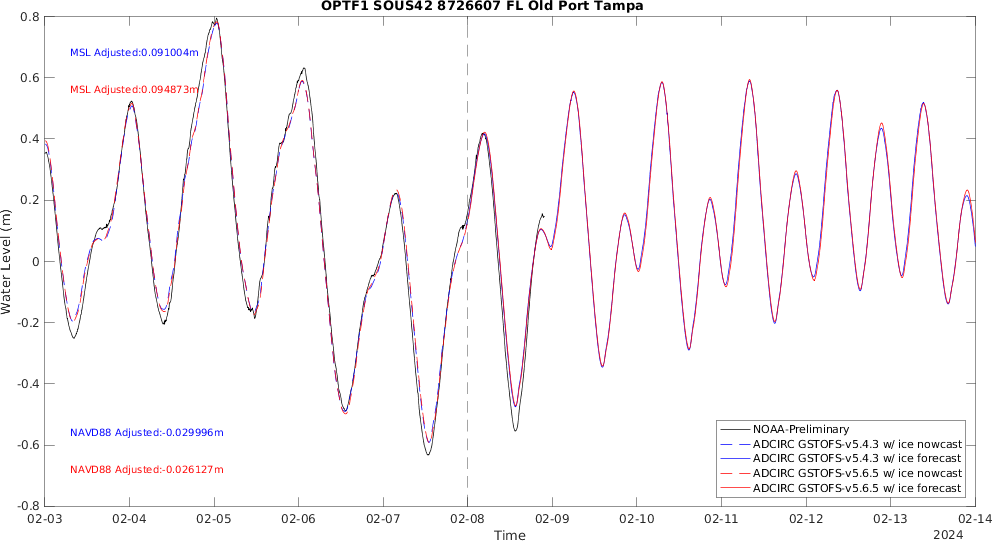 OPTF1 SOUS42 8726607 FL Old Port Tampa
0.8
0.6
0.4
0.2
0
-0.2
-0.4
-0.6
-0.8
Water Level (m)
MSL Adjusted:0.091004m
MSL Adjusted:0.094873m
NAVD88 Adjusted:-0.029996m
NAVD88 Adjusted:-0.026127m
NOAA-Preliminary
ADCIRC GSTOFS-v5.4.3 w/ ice nowcast
ADCIRC GSTOFS-v5.4.3 w/ ice forecast
ADCIRC GSTOFS-v5.6.5 w/ ice nowcast
ADCIRC GSTOFS-v5.6.5 w/ ice forecast
02-03 02-04 02-05 02-06 02-07 02-08 02-09 02-10 02-11 02-12 02-13 02-14
Time
2024